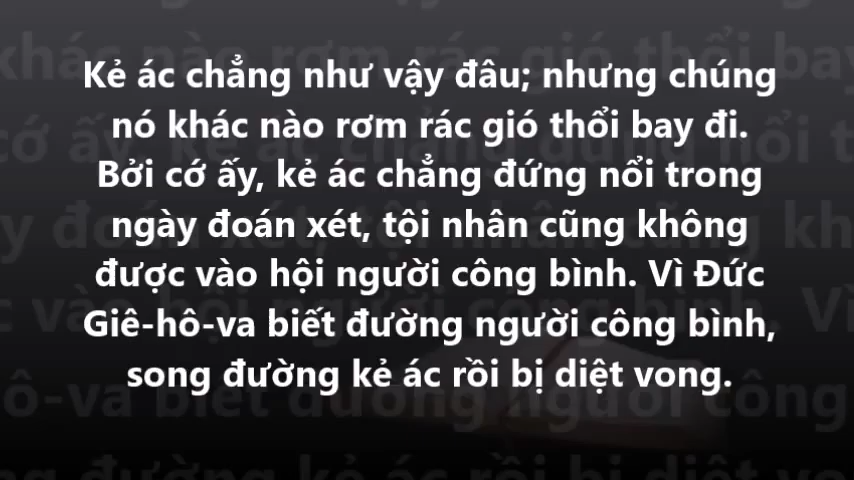 Kẻ ác chẳng như vậy đâu; nhưng chúng
nó khác nào rơm rác gió thổi bay đi.
Bởi cớ ấy, kẻ ác chẳng đứng nổi trong
ngày đoán xét, tội nhân cũng không
được vào hội người công bình. Vì Đức
Giê-hô-va biết đường người công bình,
song đường kẻ ác rồi bị diệt vong.